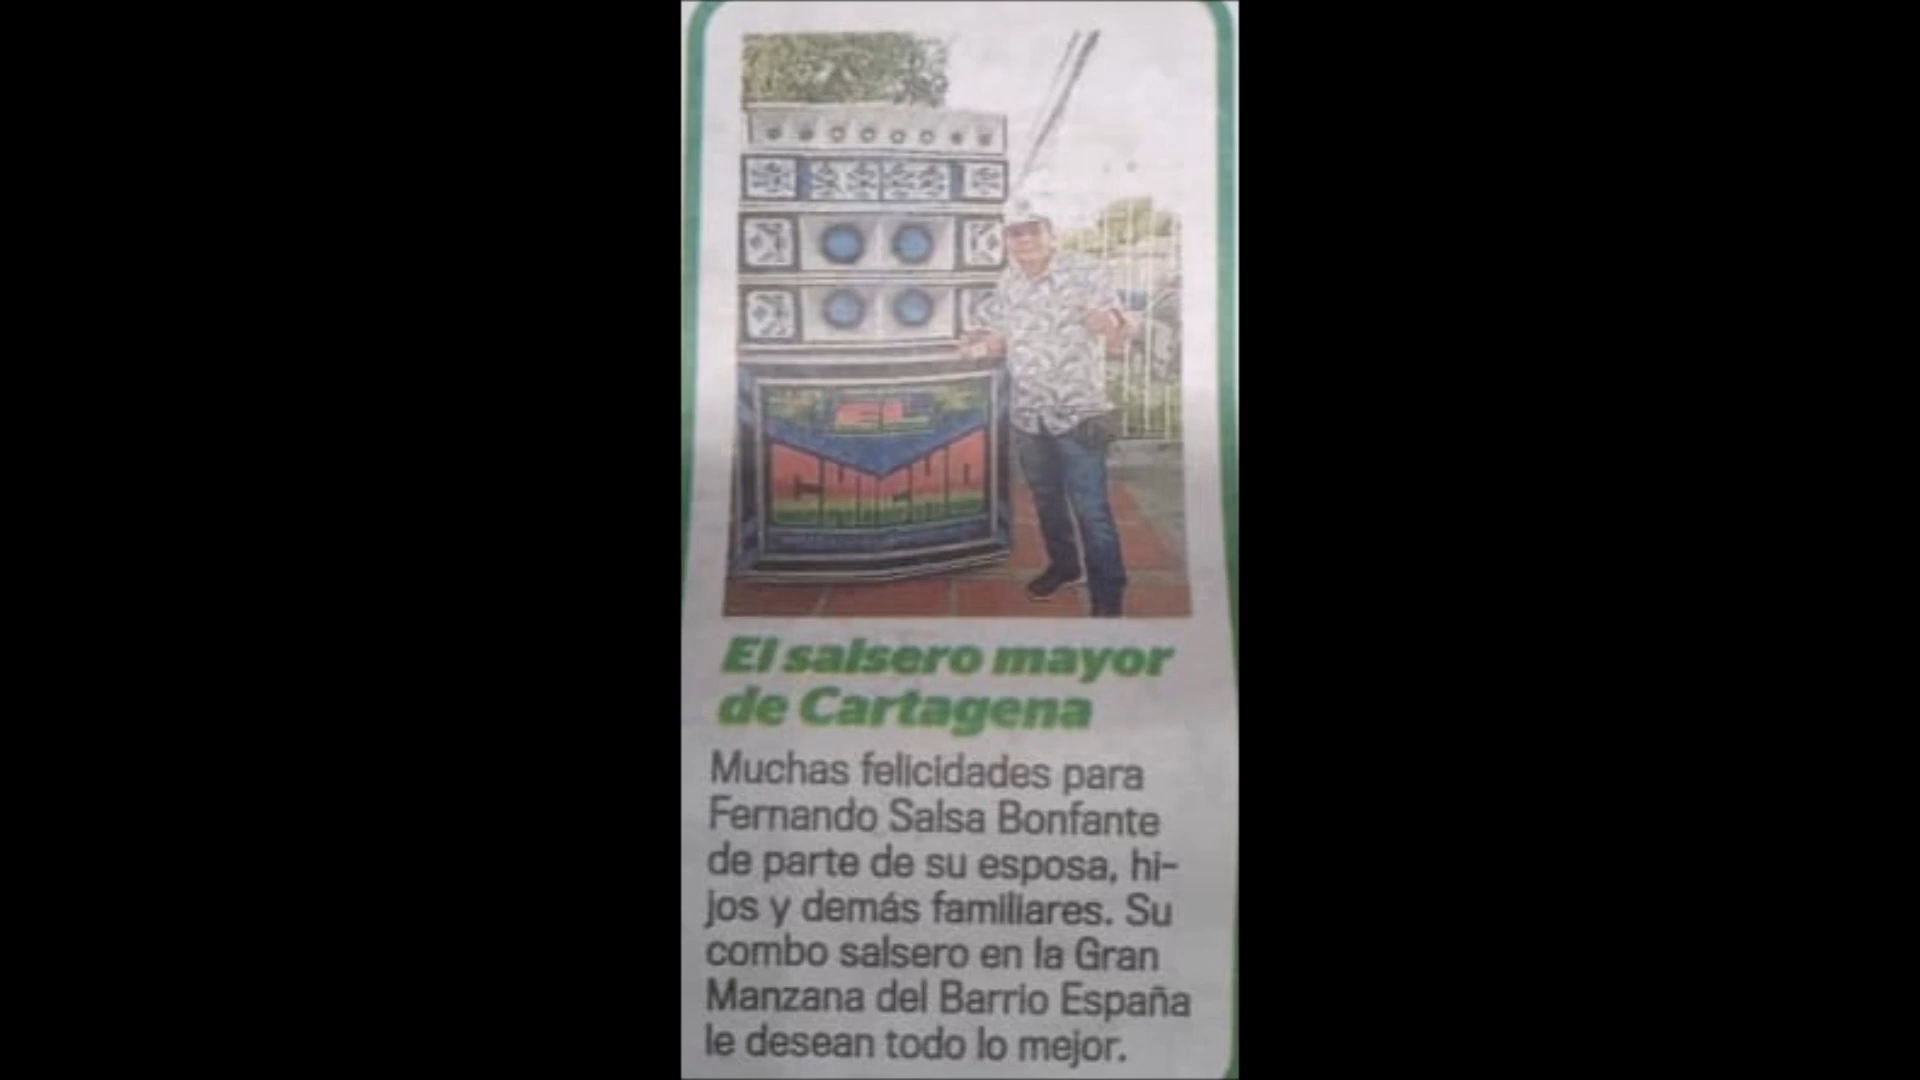 EL
El salsero mayor
de Cartagena
Muchas felicidades para
Fernando Salsa Bonfante
de parte de su esposa, hi-
jos y demás familiares. Su
combo salsero en la Gran
Manzana del Barrio España
le desean todo lo mejor.